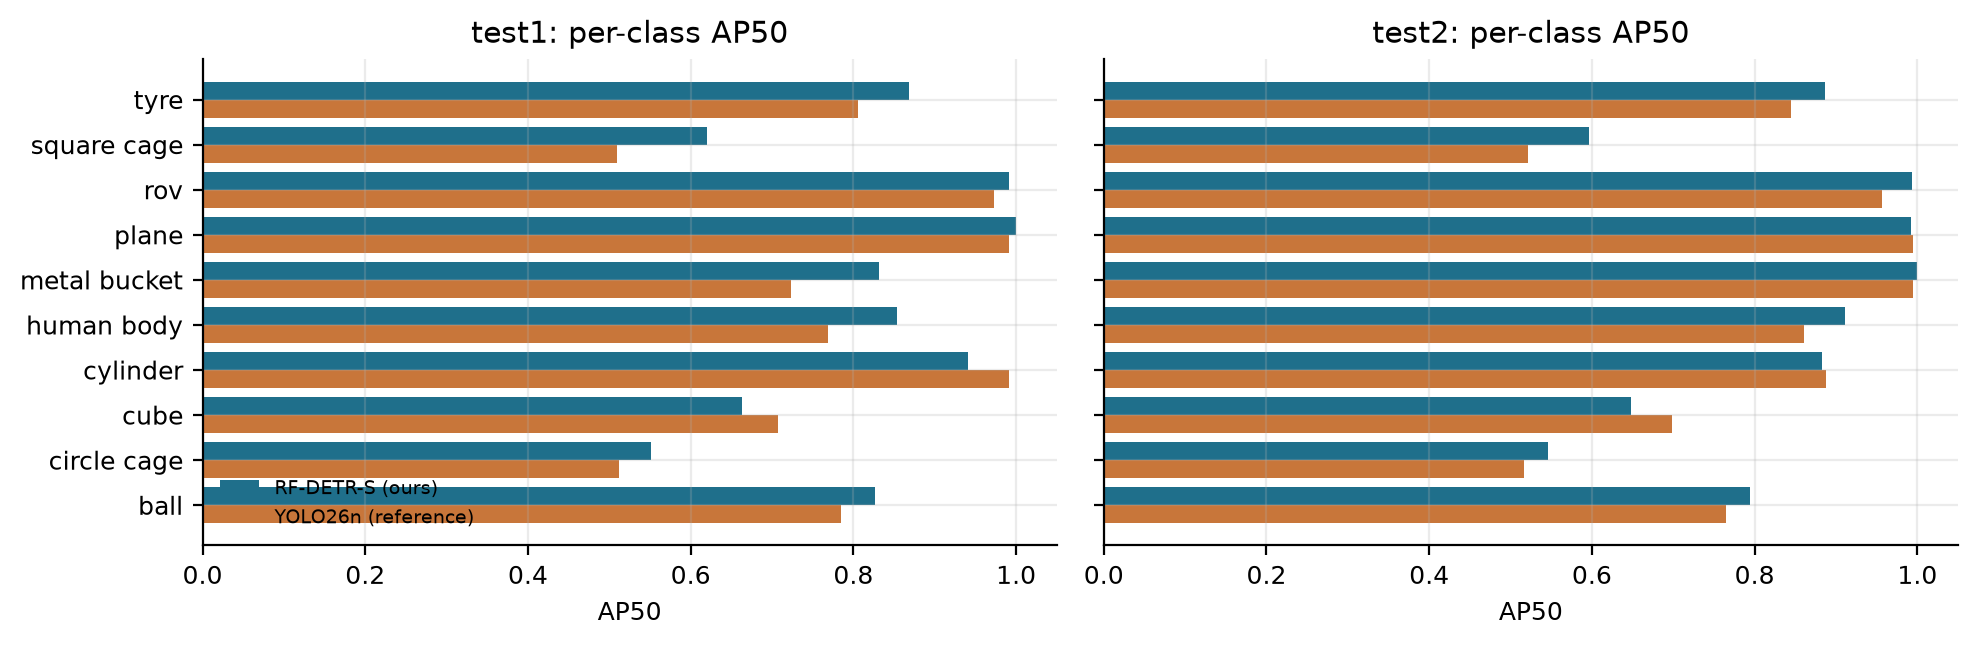 test1: per-class AP50
test2: per-class AP50
tyre
square cage
rov
plane
metal bucket
human body
cylinder
cube
circle cage
ball
RF-DETR-S (ours)
YOLO26n (reference)
0.0 0.2 0.4 0.6 0.8 1.0
0.0 0.2 0.4 0.6 0.8 1.0
AP50
AP50